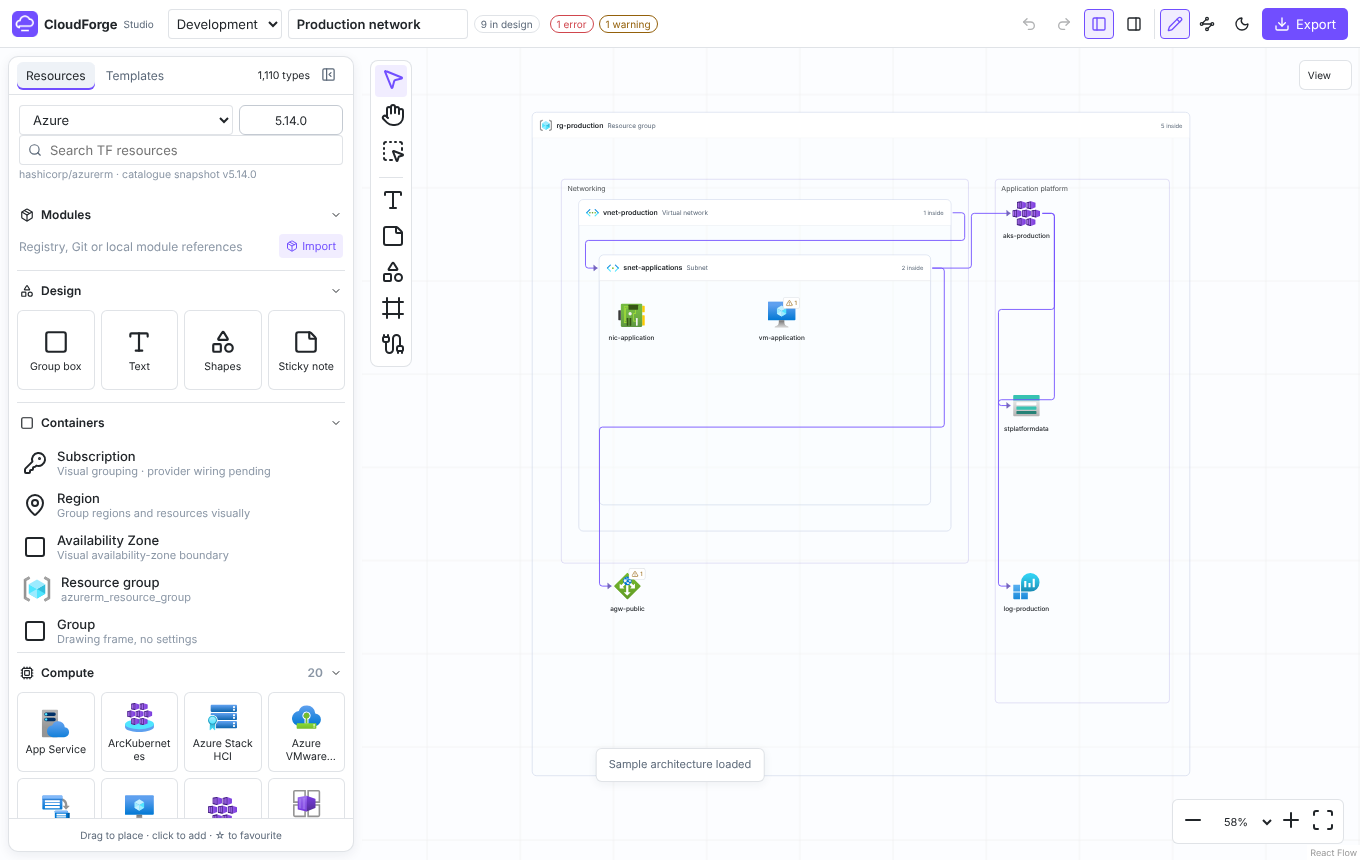 CloudForge Studio
Development
Production network
9 in design
1 error
1 warning
Export
Resources
Templates
1,110 types
Azure
5.14.0
Search TF resources
hashicorp/azurerm · catalogue snapshot v5.14.0
Modules
Registry, Git or local module references
Import
Design
Group box
Text
Shapes
Sticky note
Containers
Subscription
Visual grouping · provider wiring pending
Region
Group regions and resources visually
Availability Zone
Visual availability-zone boundary
Resource group
azurerm_resource_group
Group
Drawing frame, no settings
Compute
20
App Service
ArcKubernet
es
Azure Stack
HCI
Azure
VMware...
Drag to place · click to add · ☆ to favourite
View
rg-production Resource group
5 inside
Networking
vnet-production Virtual network
1 inside
snet-applications Subnet
2 inside
nic-application
1
vm-application
1
agw-public
Application platform
aks-production
stplatformdata
log-production
Sample architecture loaded
58%
React Flow